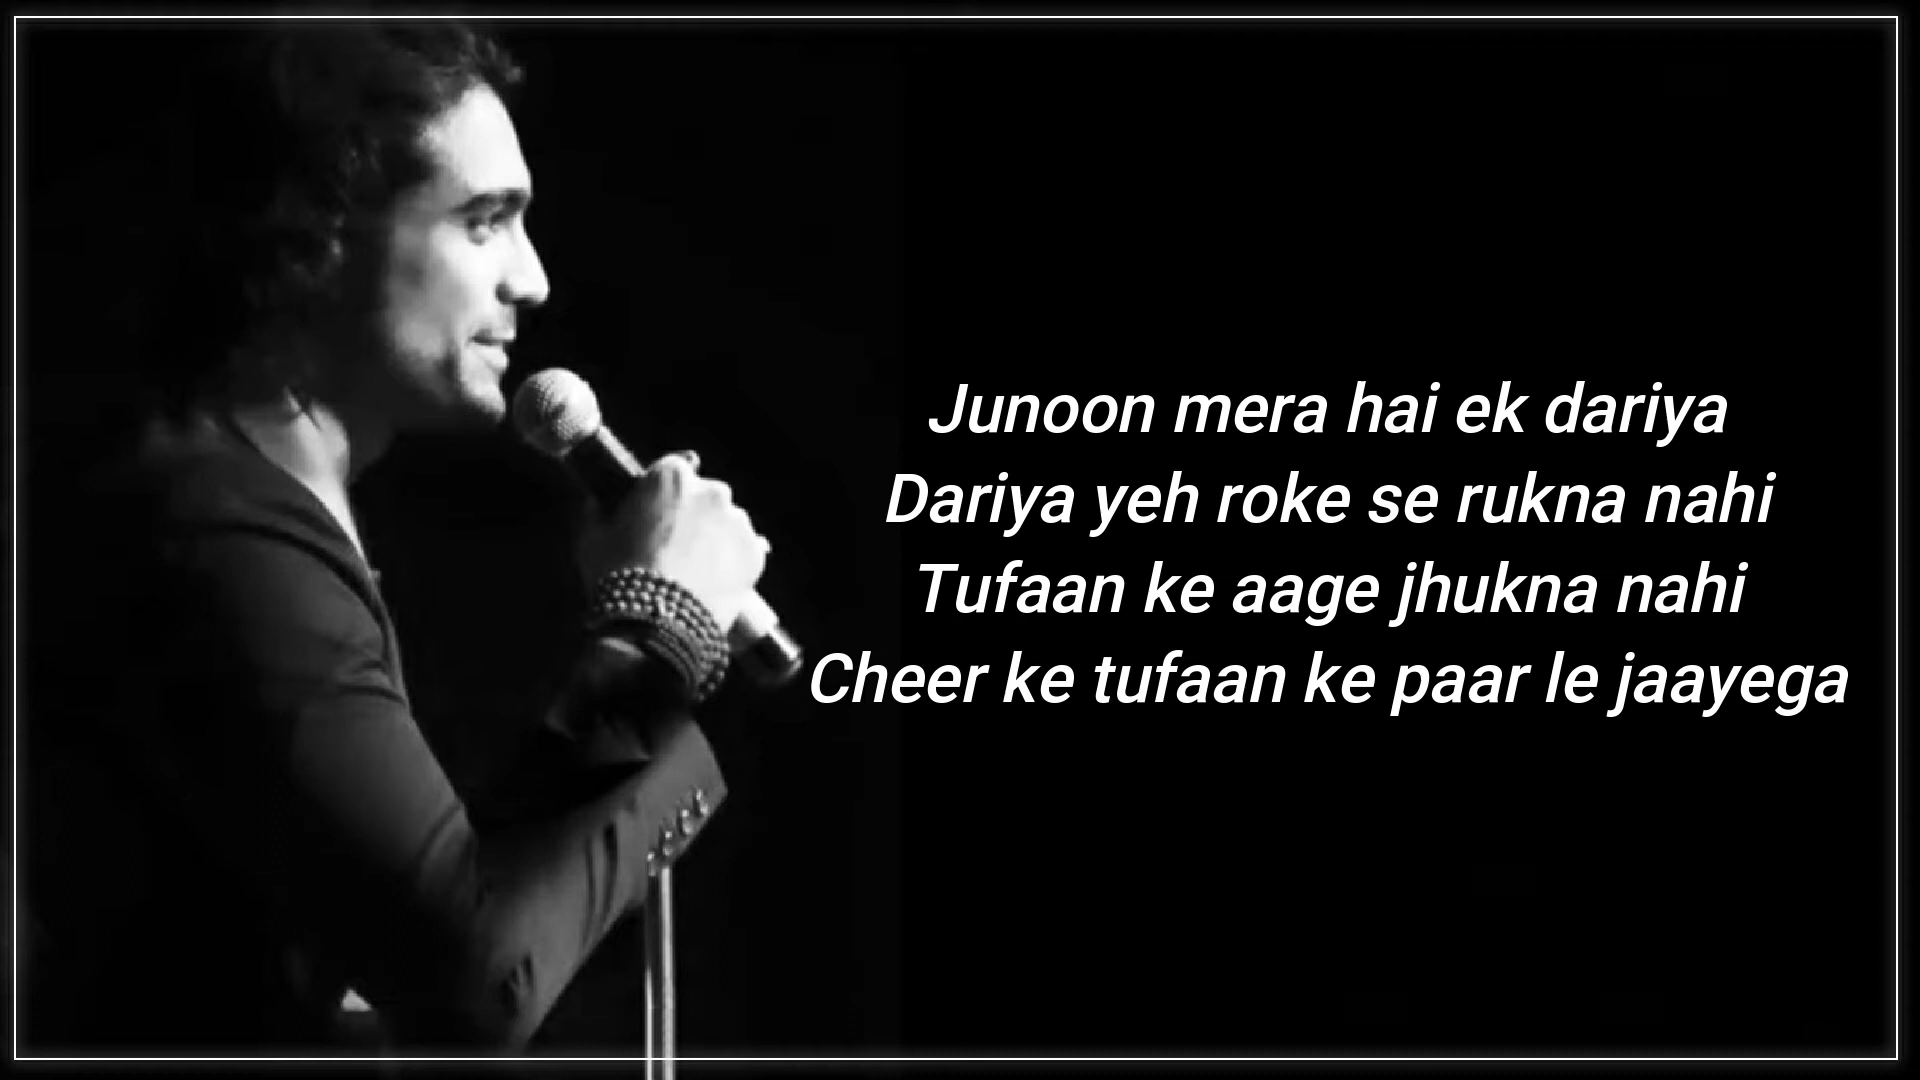 Junoon mera hai ek dariya
Dariya yeh roke se rukna nahi
Tufaan ke aage jhukna nahi
Cheer ke tufaan ke paar le jaayega